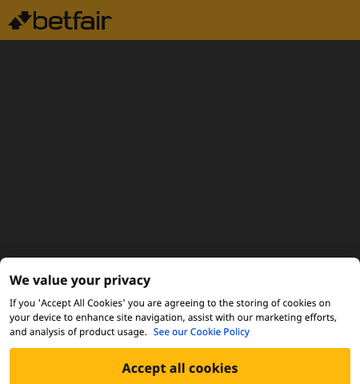 betfair
We value your privacy
If you 'Accept All Cookies' you are agreeing to the storing of cookies on
your device to enhance site navigation, assist with our marketing efforts,
and analysis of product usage. See our Cookie Policy
Accept all cookies